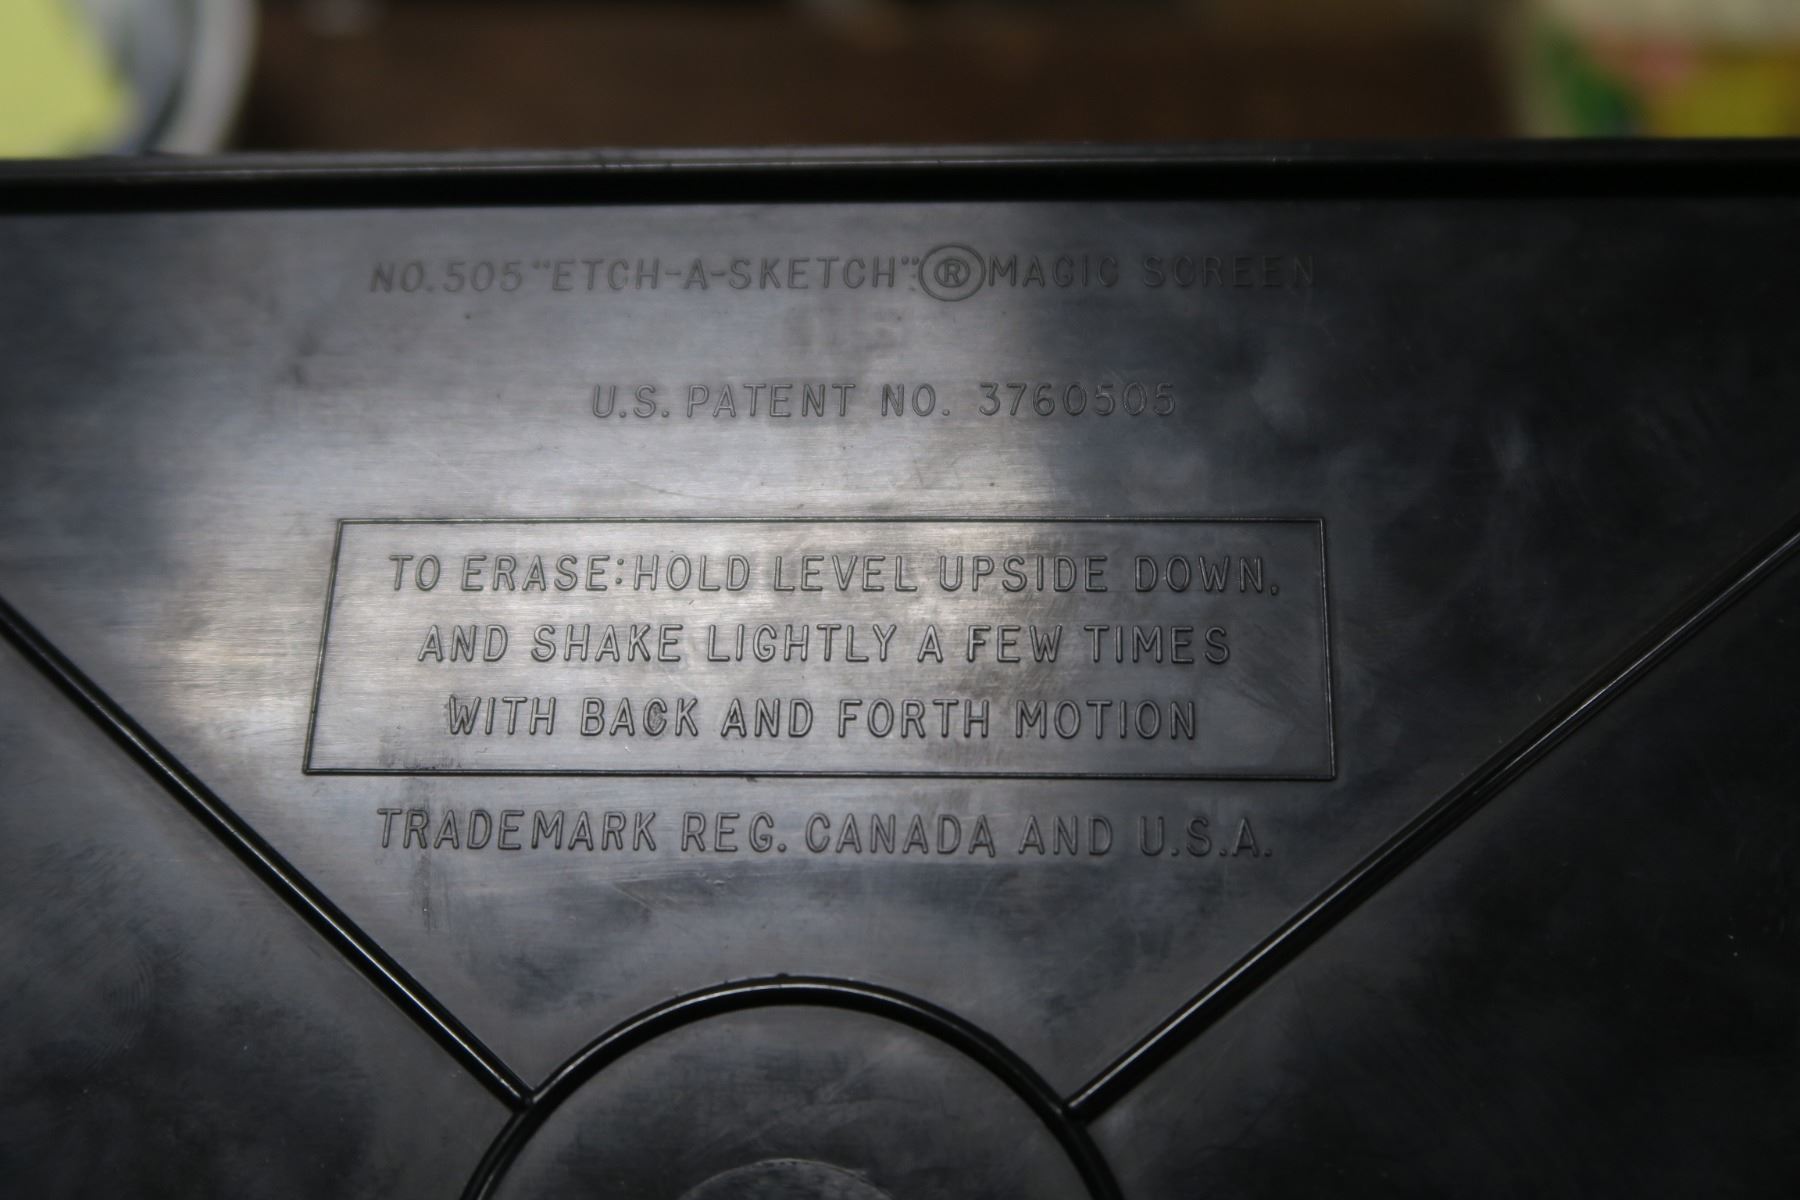 NO. 505 "ETCH-A-SKETCH" ® MAGIC SCREEN
U.S. PATENT NO. 3760505
TO ERASE: HOLD LEVEL UPSIDE DOWN,
AND SHAKE LIGHTLY A FEW TIMES
WITH BACK AND FORTH MOTION
TRADEMARK REG. CANADA AND U.S.A.